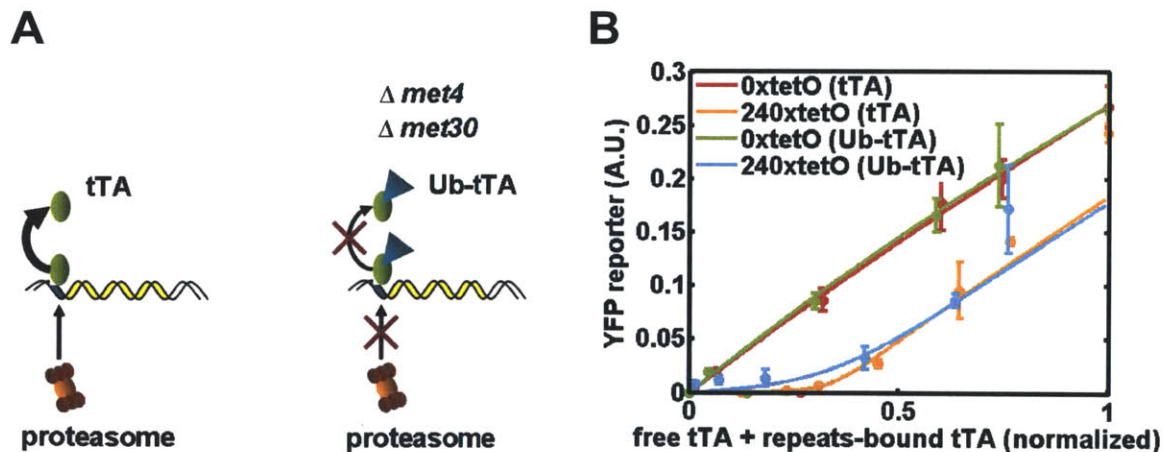 A
Δ met4
Δ met30
tTA
Ub-tTA
proteasome
proteasome
B
0.3
0.25
0.2
0.15
0.1
0.05
0
YFP reporter (A.U.)
0xtetO (tTA)
240xtetO (tTA)
0xtetO (Ub-tTA)
240xtetO (Ub-tTA)
0
0.5
1
free tTA + repeats-bound tTA (normalized)